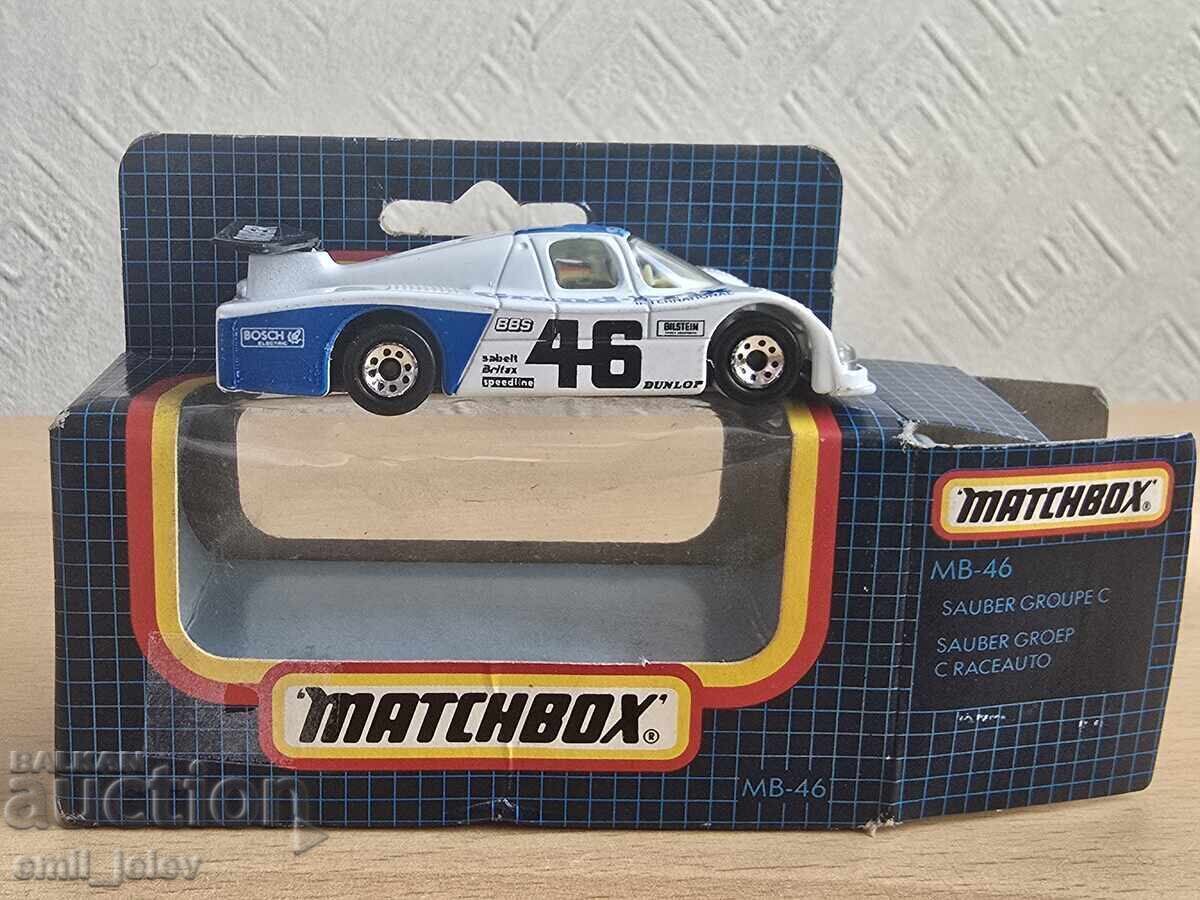 BOSCH
ELECTRIC
BBS
sabelt
Britax
speedline
46
INTERNATIONAL
BILSTEIN
DUNLOP
"MATCHBOX"
®
MB-46
"MATCHBOX"
®
MB-46
SAUBER GROUPE C
SAUBER GROEP
C RACEAUTO
BALKAN
auction
emil_jelev